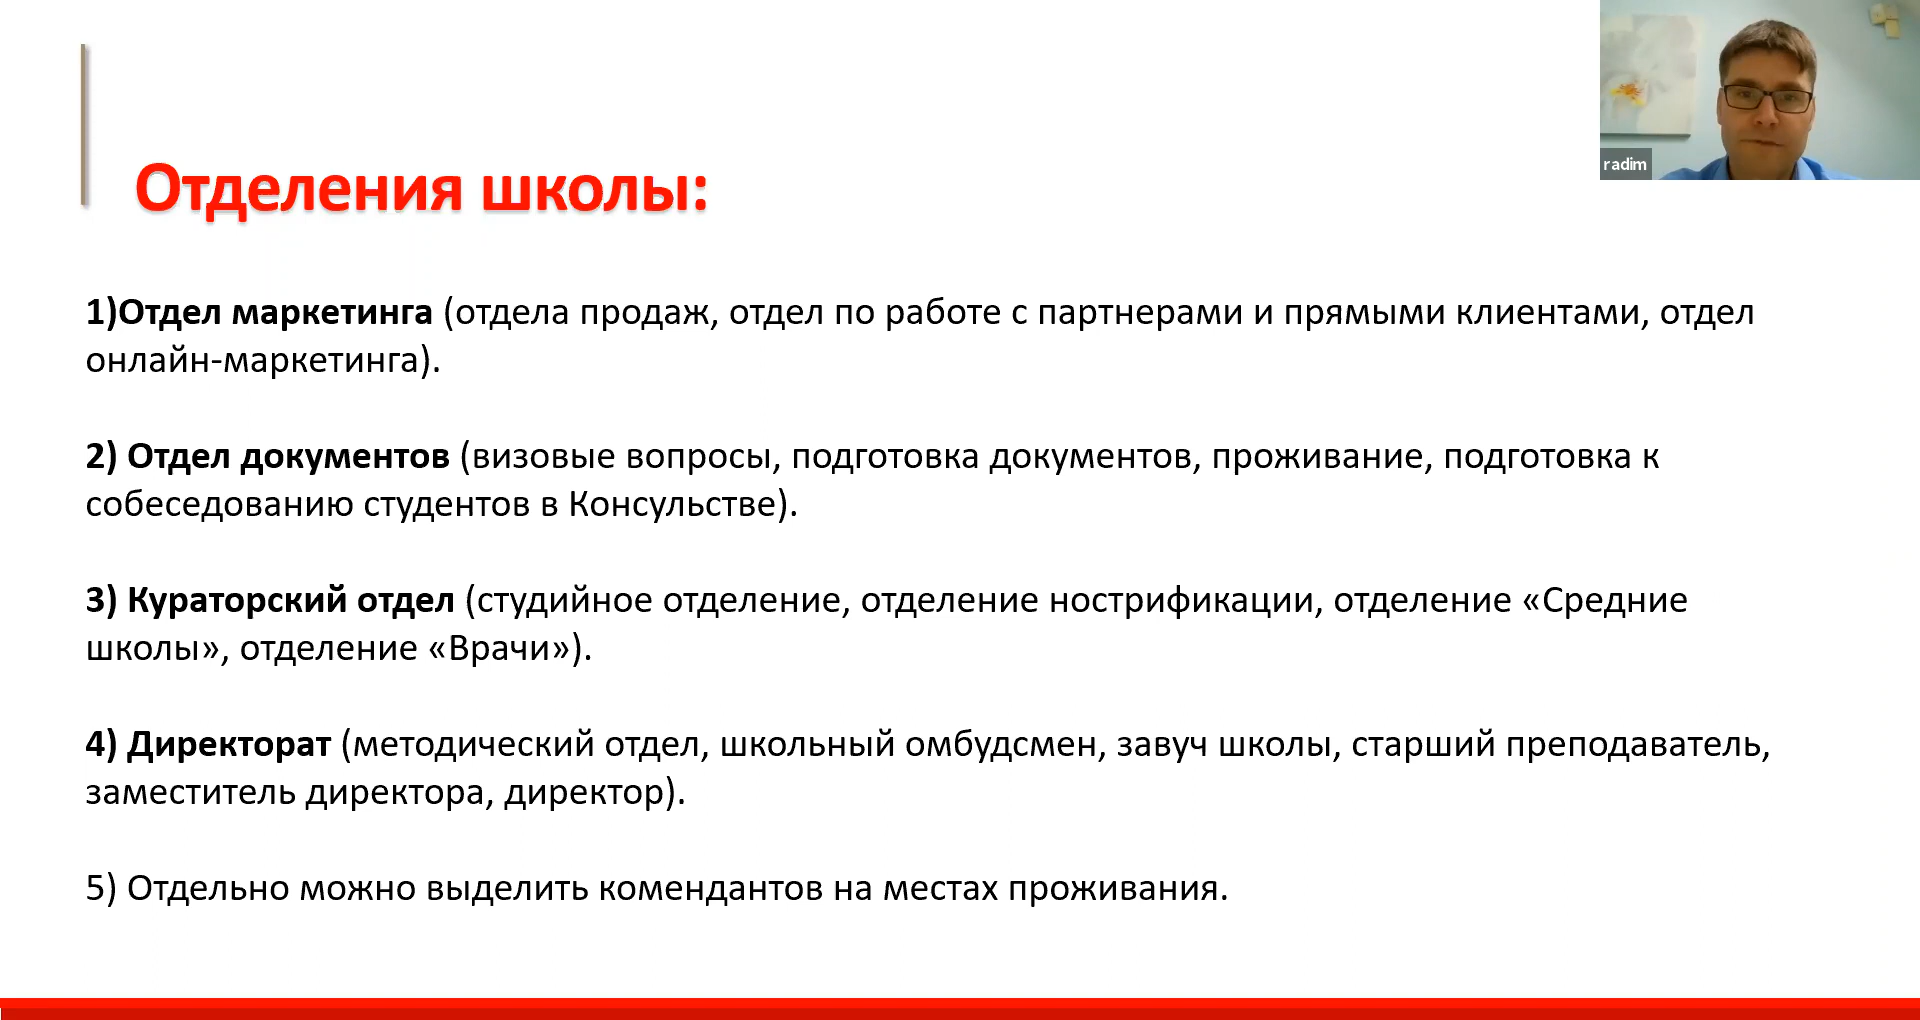 radim
Отделения школы:
1)Отдел маркетинга (отдела продаж, отдел по работе с партнерами и прямыми клиентами, отдел
онлайн-маркетинга).
2) Отдел документов (визовые вопросы, подготовка документов, проживание, подготовка к
собеседованию студентов в Консульстве).
3) Кураторский отдел (студийное отделение, отделение нострификации, отделение «Средние
школы», отделение «Врачи»).
4) Директорат (методический отдел, школьный омбудсмен, завуч школы, старший преподаватель,
заместитель директора, директор).
5) Отдельно можно выделить комендантов на местах проживания.